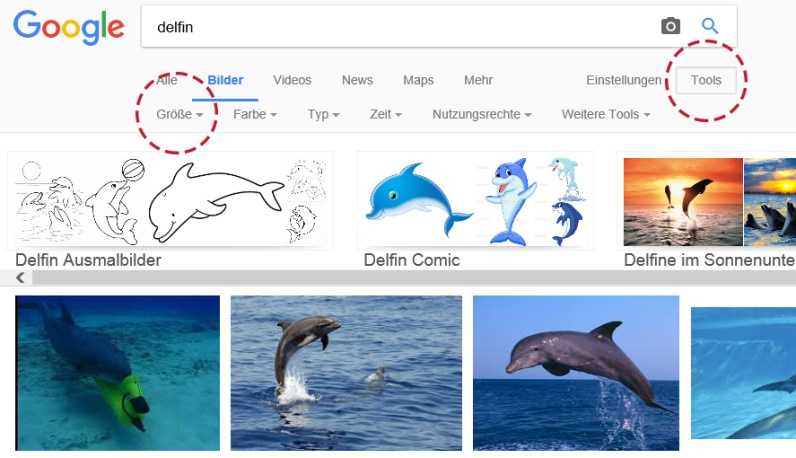 Google delfin
Alle Bilder Videos News Maps Mehr Einstellungen Tools
Größe Farbe Typ Zeit Nutzungsrechte Weitere Tools
Delfin Ausmalbilder Delfin Comic Delfine im Sonnenunte